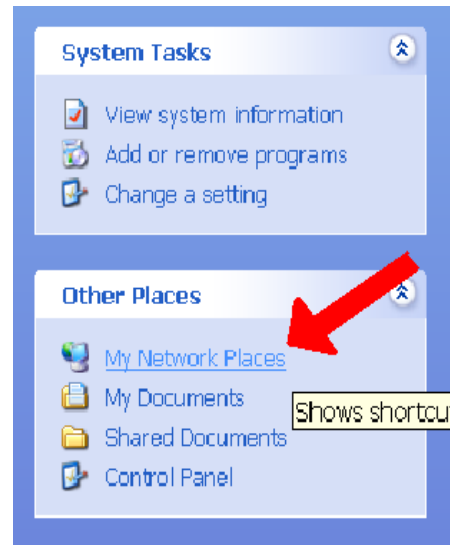 System Tasks
View system information
Add or remove programs
Change a setting
Other Places
My Network Places
My Documents
Shows shortcu
Shared Documents
Control Panel